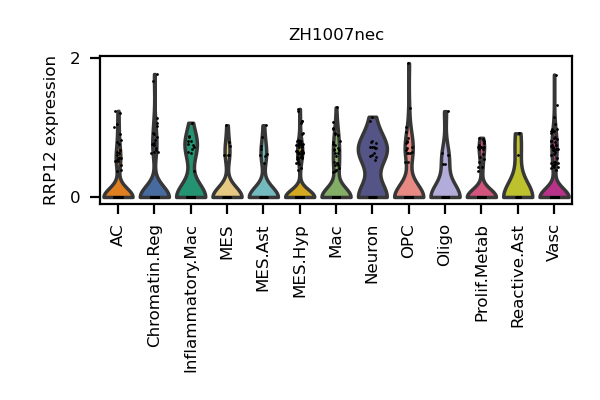 ZH1007nec
RRP12 expression
2
0
AC
Chromatin.Reg
Inflammatory.Mac
MES
MES.Ast
MES.Hyp
Mac
Neuron
OPC
Oligo
Prolif.Metab
Reactive.Ast
Vasc